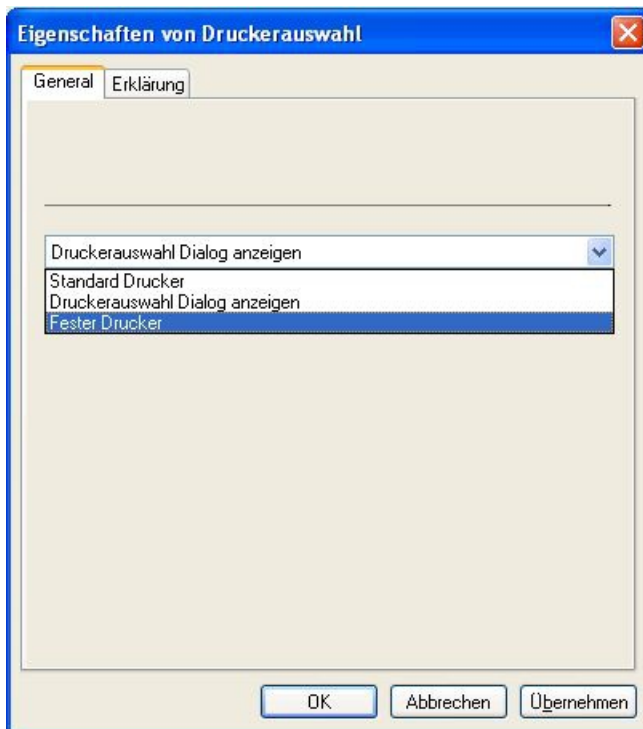 Eigenschaften von Druckerauswahl
General Erklärung
Druckerauswahl Dialog anzeigen
Standard Drucker
Druckerauswahl Dialog anzeigen
Fester Drucker
OK Abbrechen Übernehmen